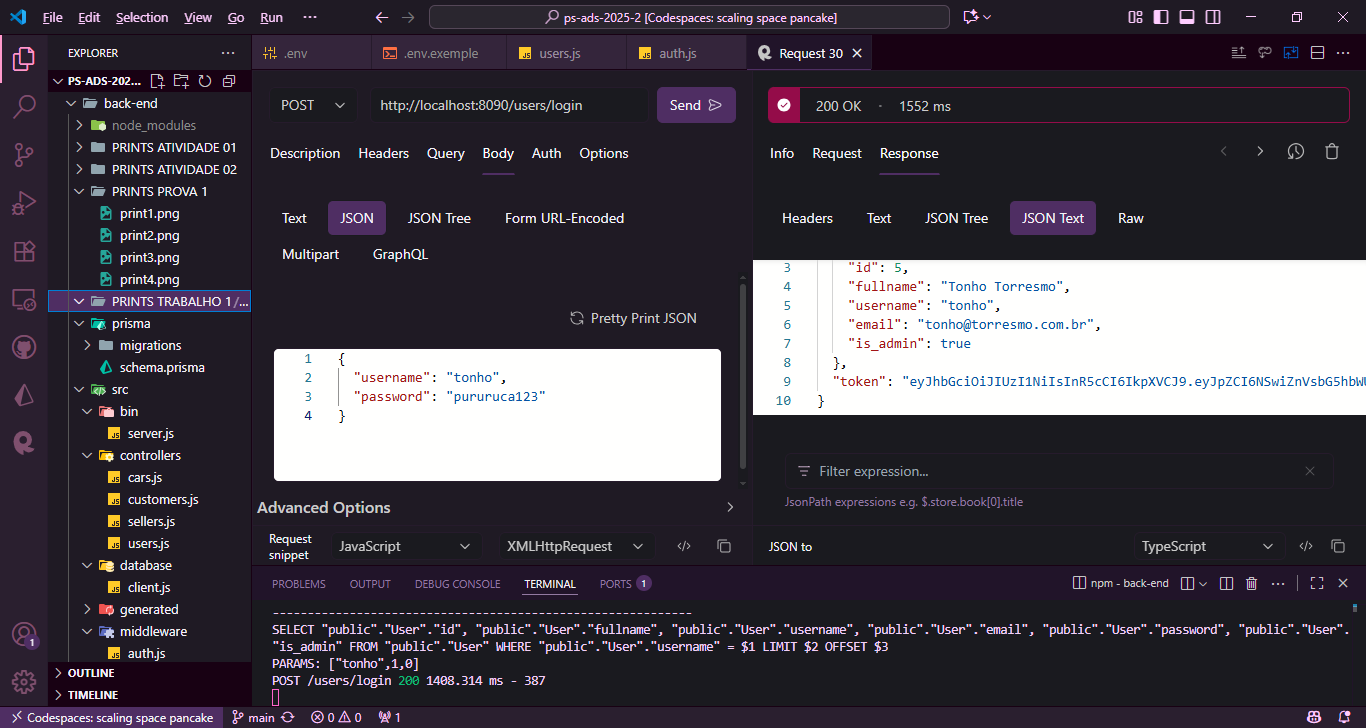 File Edit Selection View Go Run ··· ps-ads-2025-2 [Codespaces: scaling space pancake]
EXPLORER ···
.env
.env.exemple
users.js
auth.js
Request 30
PS-ADS-202...
back-end
node_modules
PRINTS ATIVIDADE 01
PRINTS ATIVIDADE 02
PRINTS PROVA 1
print1.png
print2.png
print3.png
print4.png
PRINTS TRABALHO 1 /...
prisma
migrations
schema.prisma
src
bin
server.js
controllers
cars.js
customers.js
sellers.js
users.js
database
client.js
generated
middleware
auth.js
OUTLINE
TIMELINE
1
POST http://localhost:8090/users/login Send
Description Headers Query Body Auth Options
Text JSON JSON Tree Form URL-Encoded
Multipart GraphQL
Pretty Print JSON
1 {
2 "username": "tonho",
3 "password": "pururuca123"
4 }
Advanced Options
Request snippet JavaScript XMLHttpRequest
200 OK · 1552 ms
Info Request Response
Headers Text JSON Tree JSON Text Raw
3 "id": 5,
4 "fullname": "Tonho Torresmo",
5 "username": "tonho",
6 "email": "tonho@torresmo.com.br",
7 "is_admin": true
8 },
9 "token": "eyJhbGciOiJIUzI1NiIsInR5cCI6IkpXVCJ9.eyJpZCI6NSwiZnVsbG5hbWU
10 }
Filter expression...
JsonPath expressions e.g. $.store.book[0].title
JSON to TypeScript
PROBLEMS OUTPUT DEBUG CONSOLE TERMINAL PORTS 1 npm - back-end
------------------------------------------------------------
SELECT "public"."User"."id", "public"."User"."fullname", "public"."User"."username", "public"."User"."email", "public"."User"."password", "public"."User".
"is_admin" FROM "public"."User" WHERE "public"."User"."username" = $1 LIMIT $2 OFFSET $3
PARAMS: ["tonho",1,0]
POST /users/login 200 1408.314 ms - 387
Codespaces: scaling space pancake main 0 0 1